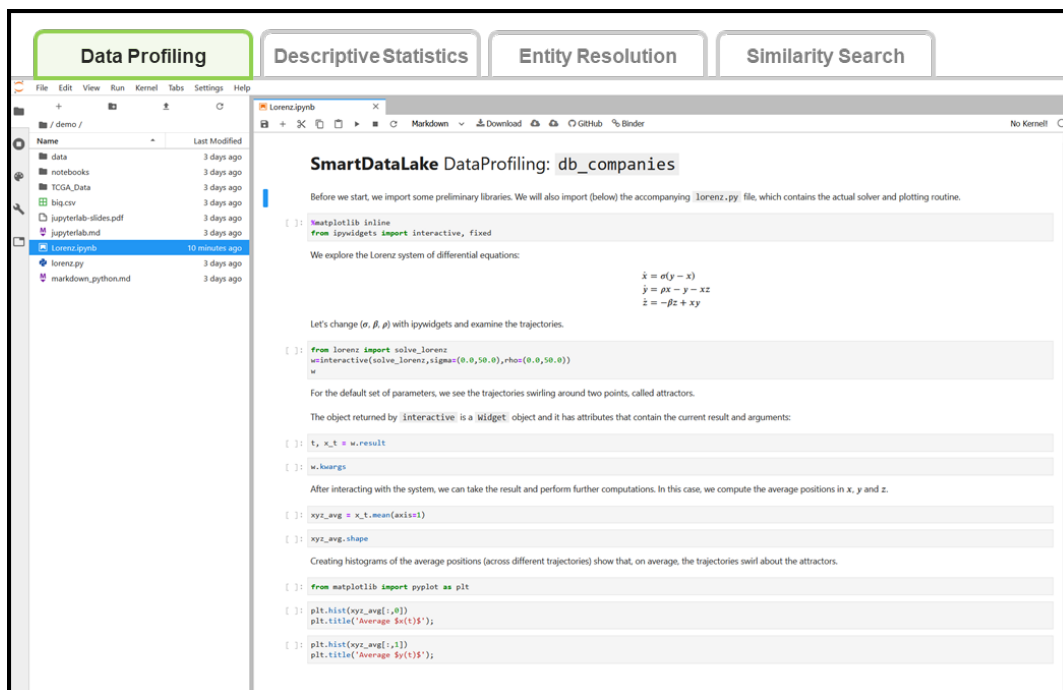 Data Profiling
Descriptive Statistics
Entity Resolution
Similarity Search
File Edit View Run Kernel Tabs Settings Help
/ demo /
Name Last Modified
data 3 days ago
notebooks 3 days ago
TCGA_Data 3 days ago
big.csv 3 days ago
jupyterlab-slides.pdf 3 days ago
jupyterlab.md 3 days ago
Lorenz.ipynb 10 minutes ago
lorenz.py 3 days ago
markdown_python.md 3 days ago
Lorenz.ipynb
Markdown Download GitHub Binder No Kernel!
SmartDataLake DataProfiling: db_companies
Before we start, we import some preliminary libraries. We will also import (below) the accompanying lorenz.py file, which contains the actual solver and plotting routine.
[ ]: %matplotlib inline
from ipywidgets import interactive, fixed
We explore the Lorenz system of differential equations:
ẋ = σ(y − x)
ẏ = ρx − y − xz
ż = −βz + xy
Let's change (σ, β, ρ) with ipywidgets and examine the trajectories.
[ ]: from lorenz import solve_lorenz
w=interactive(solve_lorenz,sigma=(0.0,50.0),rho=(0.0,50.0))
w
For the default set of parameters, we see the trajectories swirling around two points, called attractors.
The object returned by interactive is a Widget object and it has attributes that contain the current result and arguments:
[ ]: t, x_t = w.result
[ ]: w.kwargs
After interacting with the system, we can take the result and perform further computations. In this case, we compute the average positions in x, y and z.
[ ]: xyz_avg = x_t.mean(axis=1)
[ ]: xyz_avg.shape
Creating histograms of the average positions (across different trajectories) show that, on average, the trajectories swirl about the attractors.
[ ]: from matplotlib import pyplot as plt
[ ]: plt.hist(xyz_avg[:,0])
plt.title('Average $x(t)$');
[ ]: plt.hist(xyz_avg[:,1])
plt.title('Average $y(t)$');